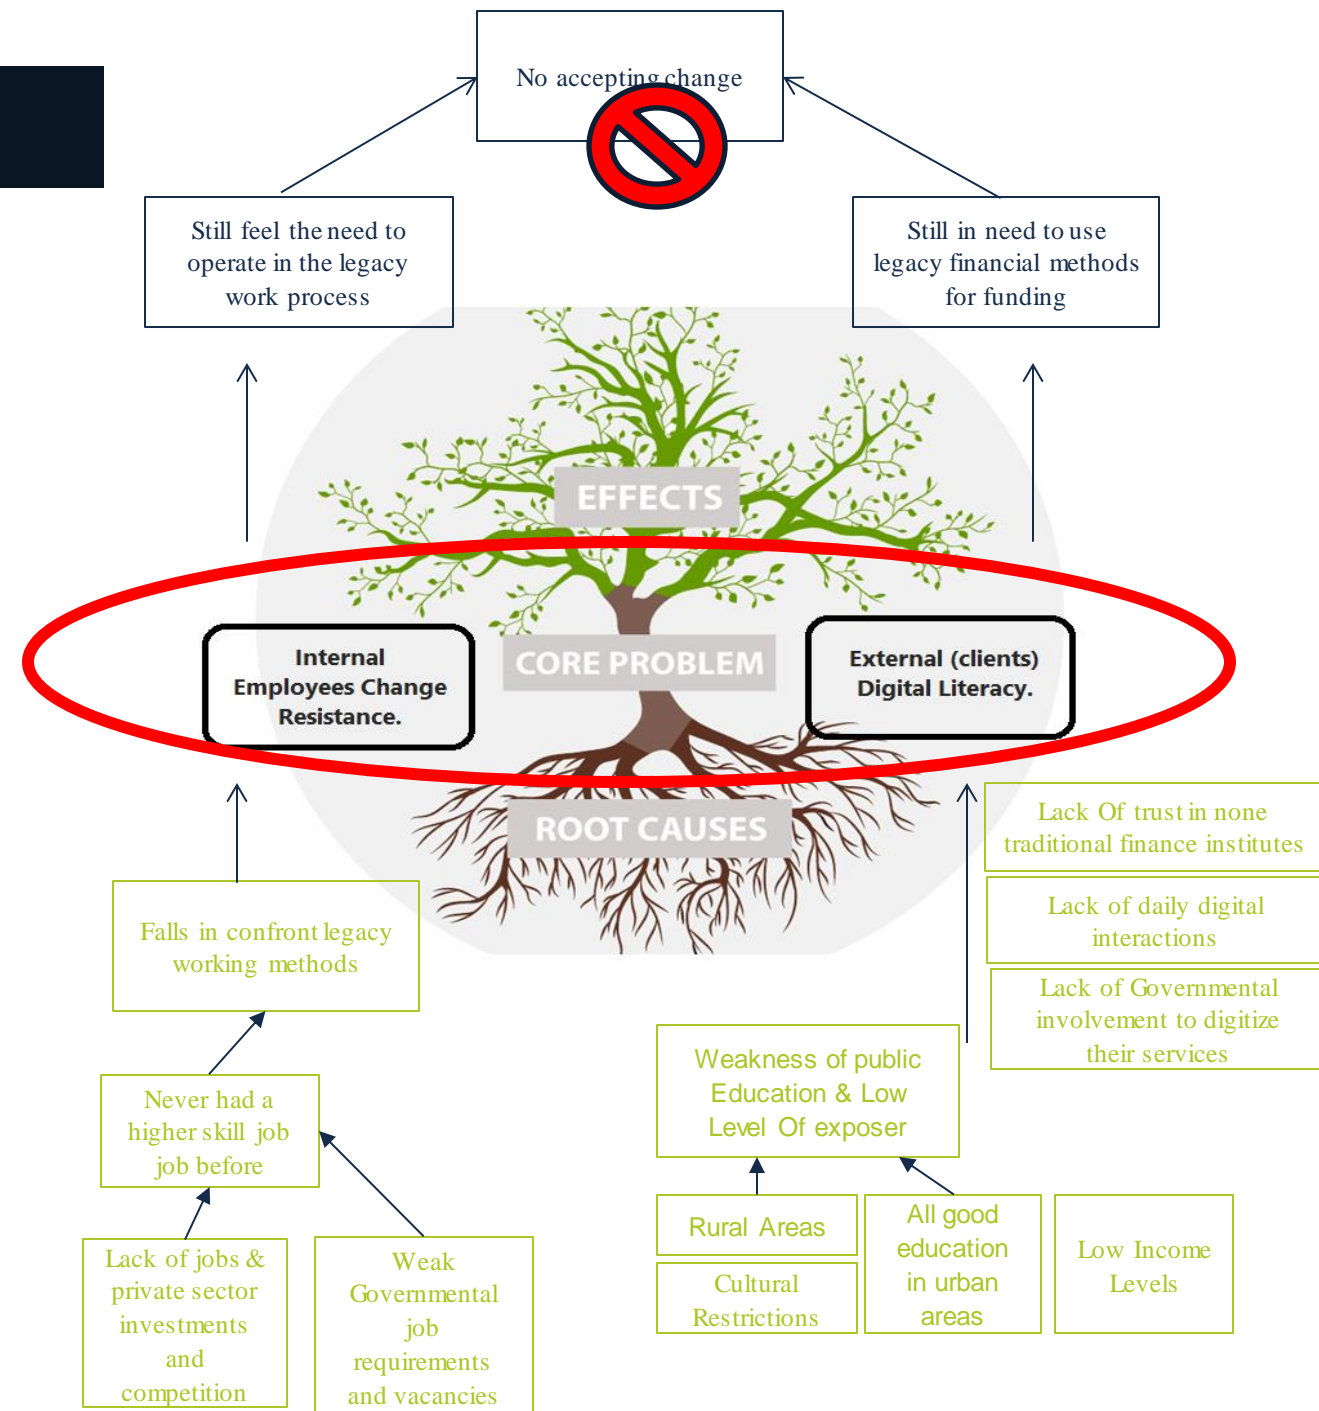 No accepting change
Still feel the need to
operate in the legacy
work process
Still in need to use
legacy financial methods
for funding
EFFECTS
Internal
Employees Change
Resistance.
CORE PROBLEM
External (clients)
Digital Literacy.
ROOT CAUSES
Lack Of trust in none
traditional finance institutes
Lack of daily digital
interactions
Lack of Governmental
involvement to digitize
their services
Falls in confront legacy
working methods
Never had a
higher skill job
job before
Lack of jobs &
private sector
investments
and
competition
Weak
Governmental
job
requirements
and vacancies
Weakness of public
Education & Low
Level Of exposer
Rural Areas
Cultural
Restrictions
All good
education
in urban
areas
Low Income
Levels